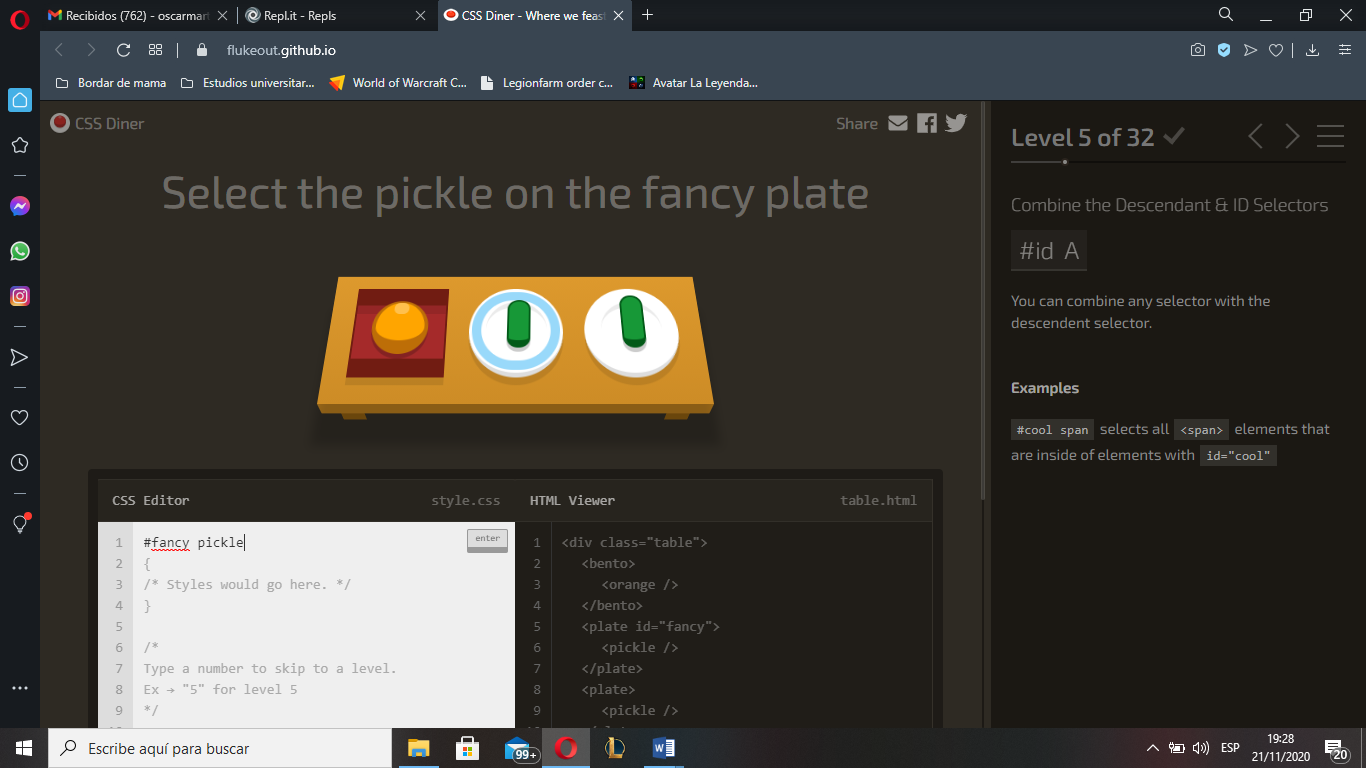 Recibidos (762) - oscarmar
Repl.it - Repls
CSS Diner - Where we feast
flukeout.github.io
Bordar de mama
Estudios universitar...
World of Warcraft C...
Legionfarm order c...
Avatar La Leyenda...
CSS Diner
Share
Select the pickle on the fancy plate
CSS Editor
style.css
HTML Viewer
table.html
1 #fancy pickle
enter
2 {
3 /* Styles would go here. */
4 }
5
6 /*
7 Type a number to skip to a level.
8 Ex → "5" for level 5
9 */
1 <div class="table">
2 <bento>
3 <orange />
4 </bento>
5 <plate id="fancy">
6 <pickle />
7 </plate>
8 <plate>
9 <pickle />
Level 5 of 32
Combine the Descendant & ID Selectors
#id A
You can combine any selector with the
descendent selector.
Examples
#cool span selects all <span> elements that
are inside of elements with id="cool"
Escribe aquí para buscar
99+
ESP
19:28
21/11/2020
20